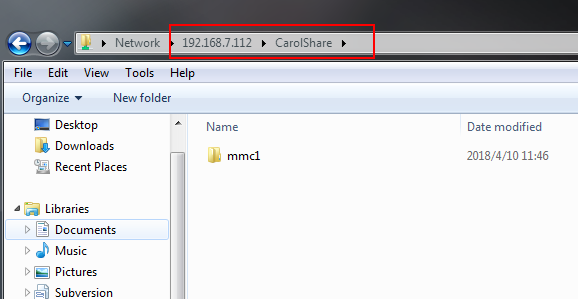 Network 192.168.7.112 CarolShare
File Edit View Tools Help
Organize New folder
Desktop
Downloads
Recent Places
Libraries
Documents
Music
Pictures
Subversion
Name Date modified
mmc1 2018/4/10 11:46